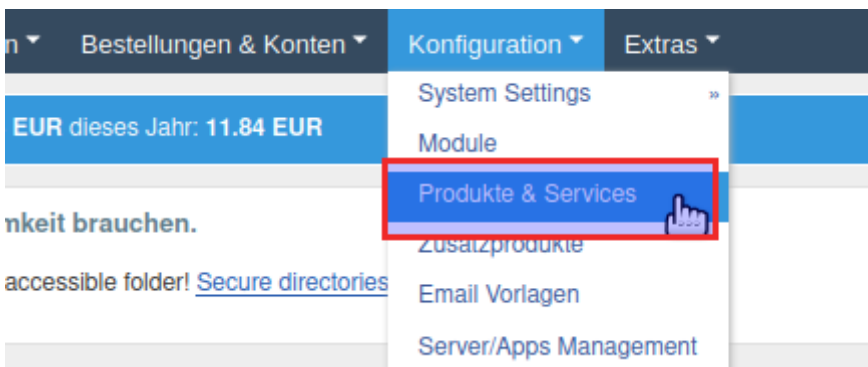 Bestellungen & Konten Konfiguration Extras
System Settings »
EUR dieses Jahr: 11.84 EUR
Module
Produkte & Services
mkeit brauchen.
Zusatzprodukte
accessible folder! Secure directories
Email Vorlagen
Server/Apps Management